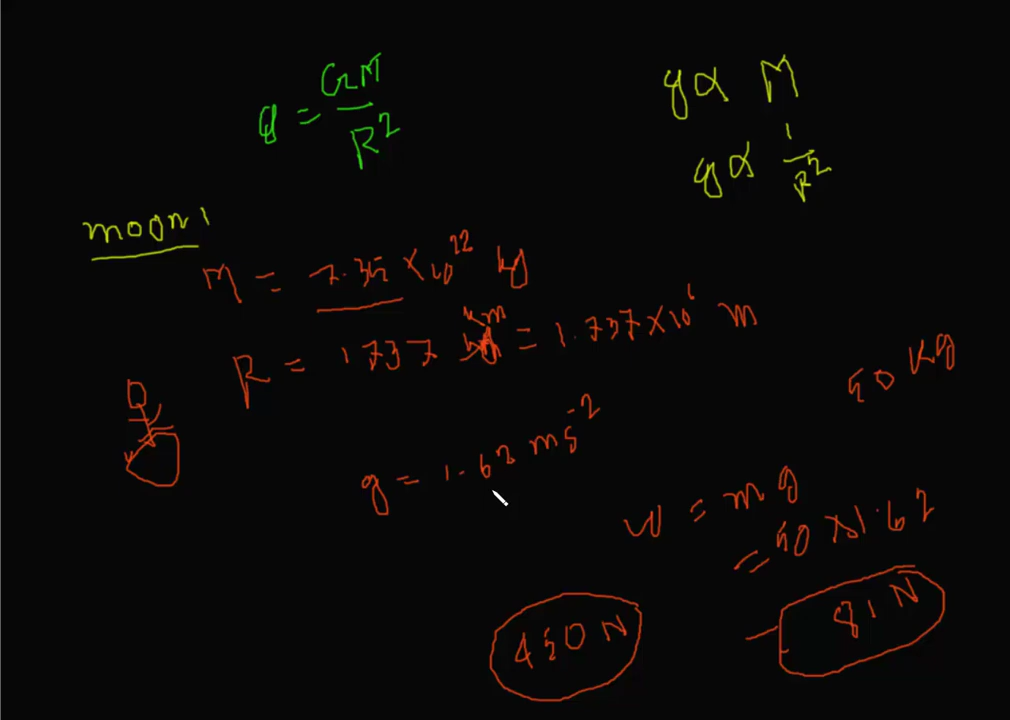 g = GM / R²
g ∝ M
g ∝ 1 / R²
moon:
M = 7.35 × 10²² kg
R = 1737 km = 1.737 × 10⁶ m
50 kg
g = 1.62 ms⁻²
W = mg
= 50 × 1.62
450 N
= 81 N